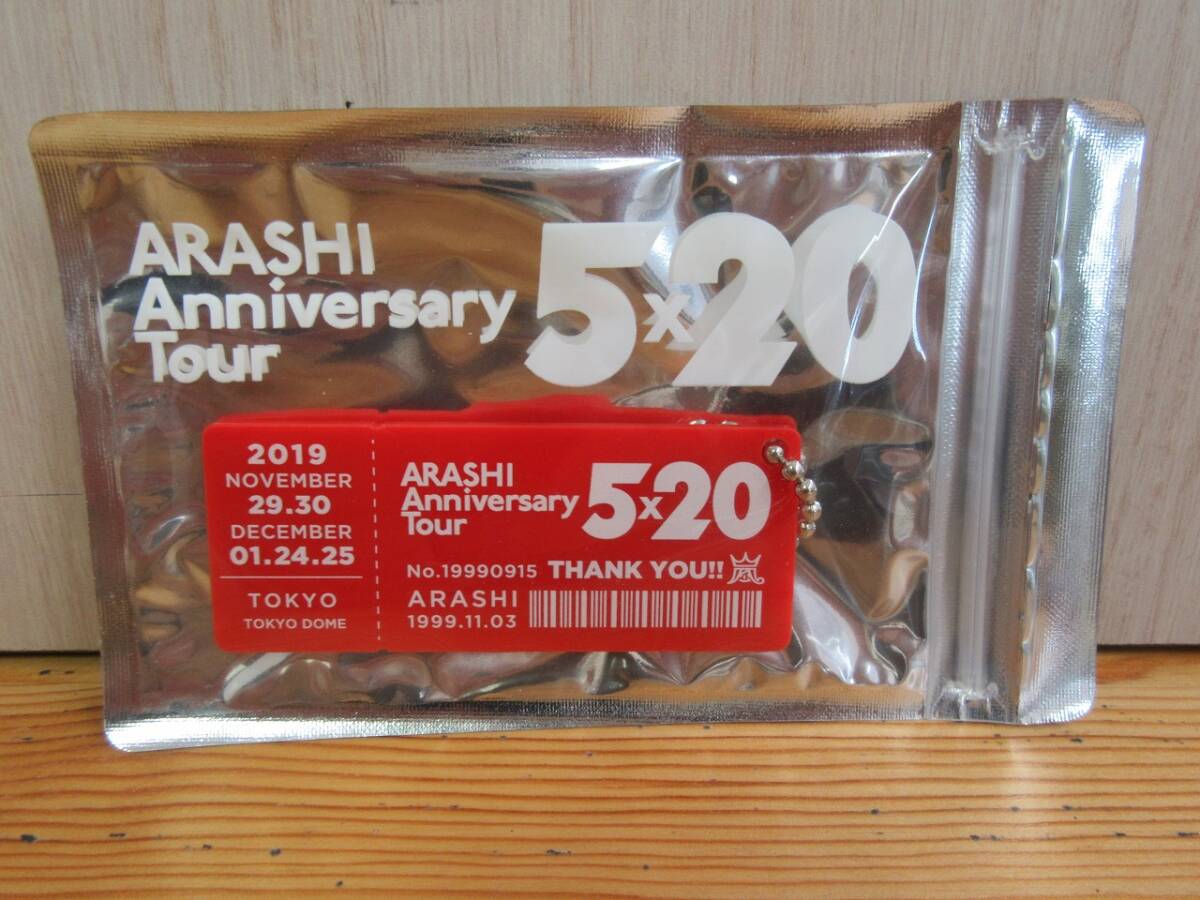 ARASHI
Anniversary
Tour
5x20
2019
NOVEMBER
29.30
DECEMBER
01.24.25
TOKYO
TOKYO DOME
ARASHI
Anniversary
Tour
5x20
No.19990915 THANK YOU!! 嵐
ARASHI
1999.11.03